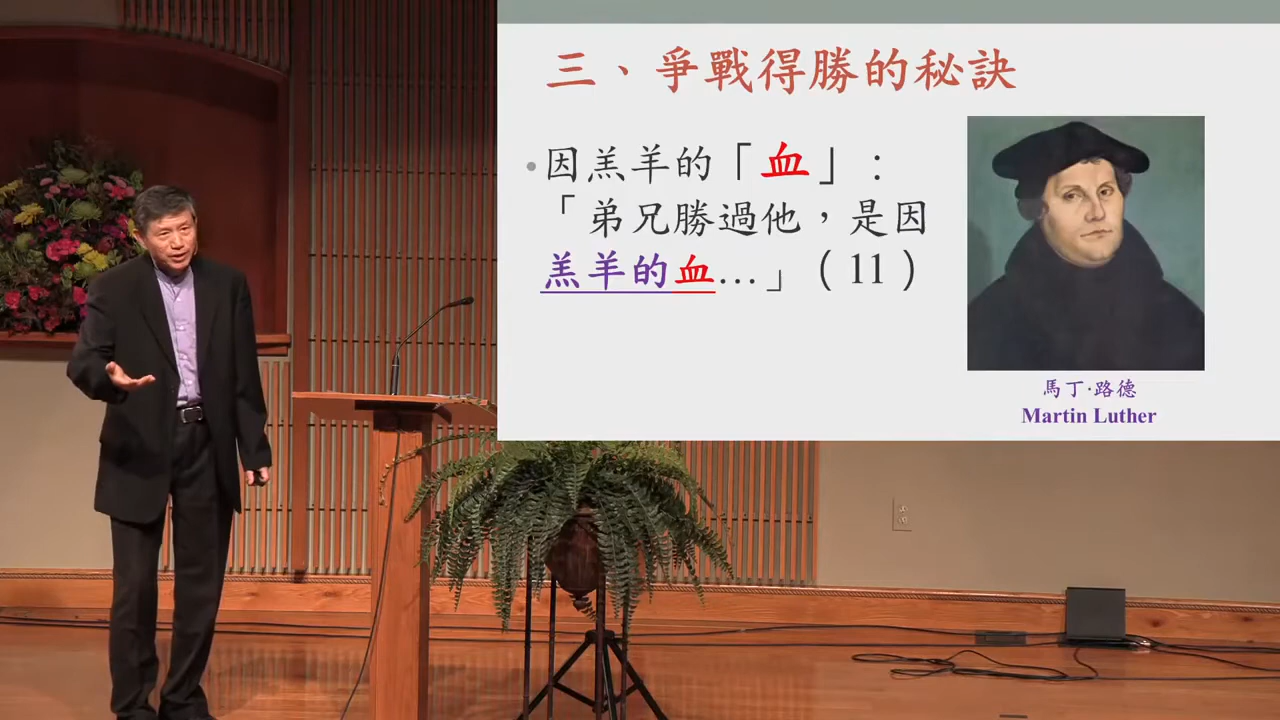 三、爭戰得勝的秘訣
•因羔羊的「血」：
「弟兄勝過他，是因
羔羊的血…」（11）
馬丁·路德
Martin Luther